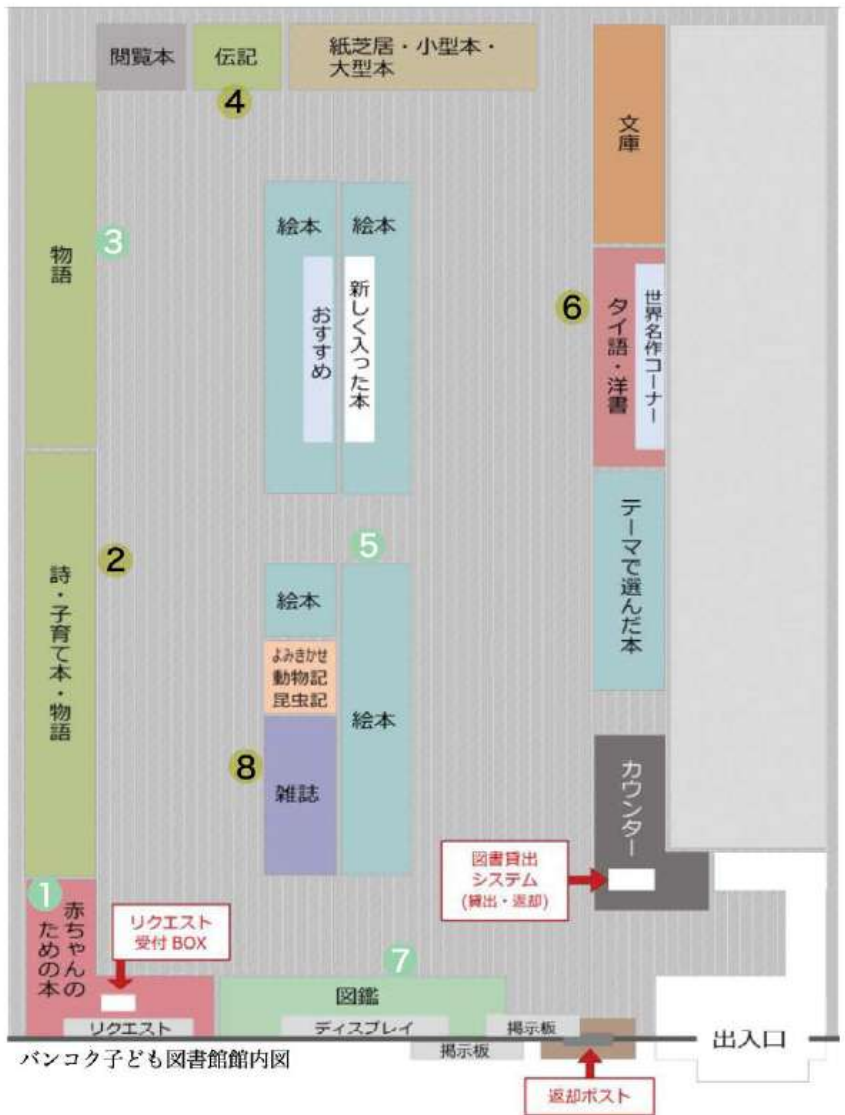 閲覧本
伝記
紙芝居・小型本・
大型本
4
文庫
物語
3
絵本
絵本
おすすめ
新しく入った本
6
タイ語・洋書
世界名作コーナー
詩・子育て本・物語
2
5
テーマで選んだ本
絵本
よみきかせ
動物記
昆虫記
絵本
8
雑誌
カウンター
図書貸出
システム
(貸出・返却)
1
赤ちゃんの
ための本
リクエスト
受付 BOX
7
図鑑
リクエスト
ディスプレイ
掲示板
掲示板
出入口
バンコク子ども図書館館内図
返却ポスト